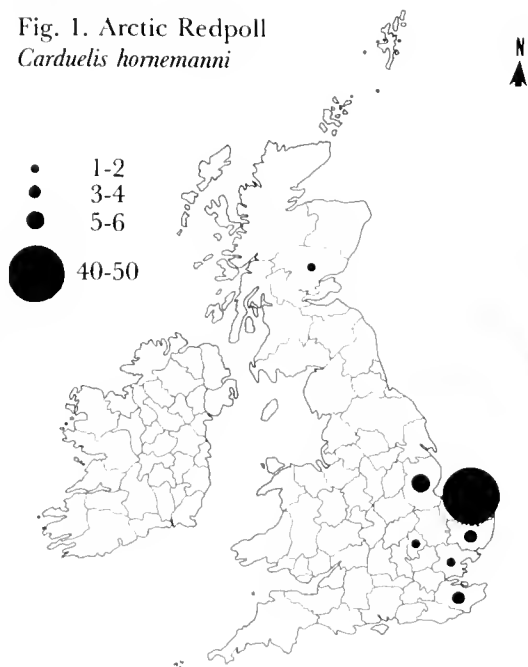 Fig. 1. Arctic Redpoll
Carduelis hornemanni
N
1-2
3-4
5-6
40-50